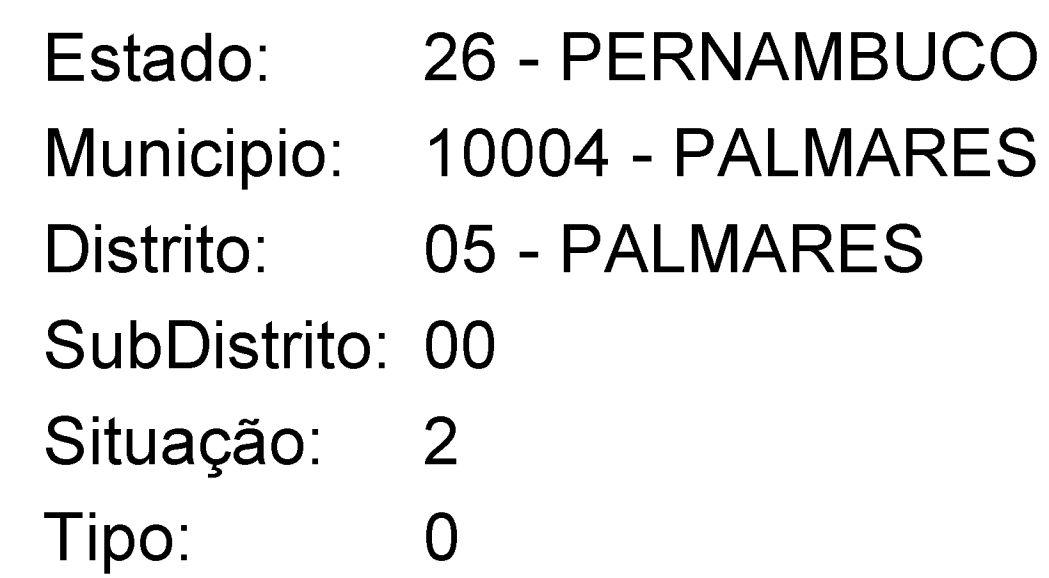 Estado: 26 - PERNAMBUCO
Municipio: 10004 - PALMARES
Distrito: 05 - PALMARES
SubDistrito: 00
Situação: 2
Tipo: 0